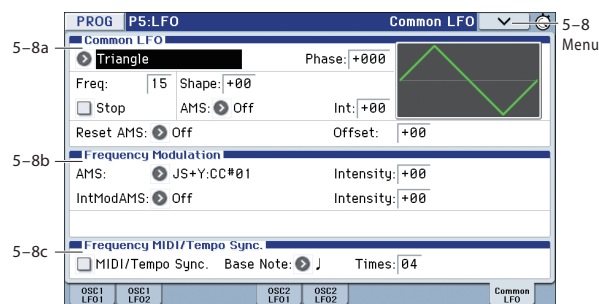 PROG P5:LFO Common LFO 5–8
Menu
5–8a Common LFO
Triangle Phase: +000
Freq: 15 Shape: +00
Stop AMS: Off Int: +00
Reset AMS: Off Offset: +00
5–8b Frequency Modulation
AMS: JS+Y:CC#01 Intensity: +00
IntModAMS: Off Intensity: +00
5–8c Frequency MIDI/Tempo Sync.
MIDI/Tempo Sync. Base Note: ♩ Times: 04
OSC1 LFO1 OSC1 LFO2 OSC2 LFO1 OSC2 LFO2 Common LFO